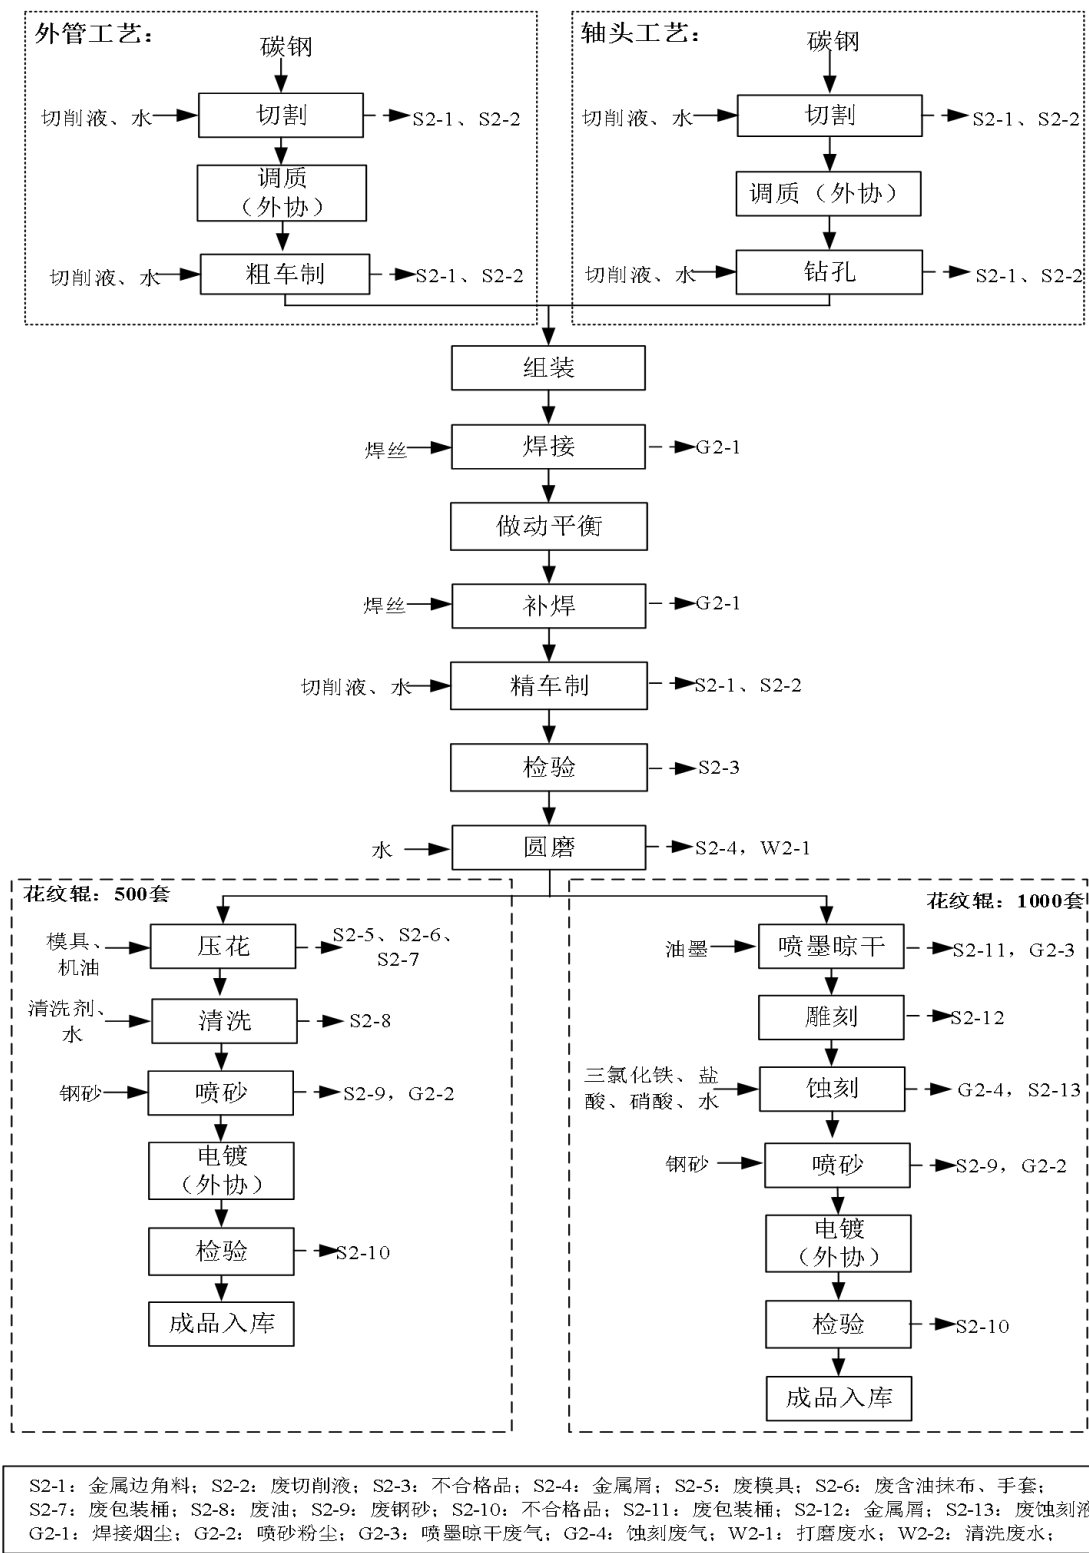 外管工艺：
碳钢
切削液、水
切割
S2-1、S2-2
调质
（外协）
切削液、水
粗车制
S2-1、S2-2
轴头工艺：
碳钢
切削液、水
切割
S2-1、S2-2
调质（外协）
切削液、水
钻孔
S2-1、S2-2
组装
焊丝
焊接
G2-1
做动平衡
焊丝
补焊
G2-1
切削液、水
精车制
S2-1、S2-2
检验
S2-3
水
圆磨
S2-4，W2-1
花纹辊：500套
模具、
机油
压花
S2-5、S2-6、
S2-7
清洗剂、
水
清洗
S2-8
钢砂
喷砂
S2-9，G2-2
电镀
（外协）
检验
S2-10
成品入库
花纹辊：1000套
油墨
喷墨晾干
S2-11，G2-3
雕刻
S2-12
三氯化铁、盐
酸、硝酸、水
蚀刻
G2-4，S2-13
钢砂
喷砂
S2-9，G2-2
电镀
（外协）
检验
S2-10
成品入库
S2-1：金属边角料；S2-2：废切削液；S2-3：不合格品；S2-4：金属屑；S2-5：废模具；S2-6：废含油抹布、手套；
S2-7：废包装桶；S2-8：废油；S2-9：废钢砂；S2-10：不合格品；S2-11：废包装桶；S2-12：金属屑；S2-13：废蚀刻液
G2-1：焊接烟尘；G2-2：喷砂粉尘；G2-3：喷墨晾干废气；G2-4：蚀刻废气；W2-1：打磨废水；W2-2：清洗废水；